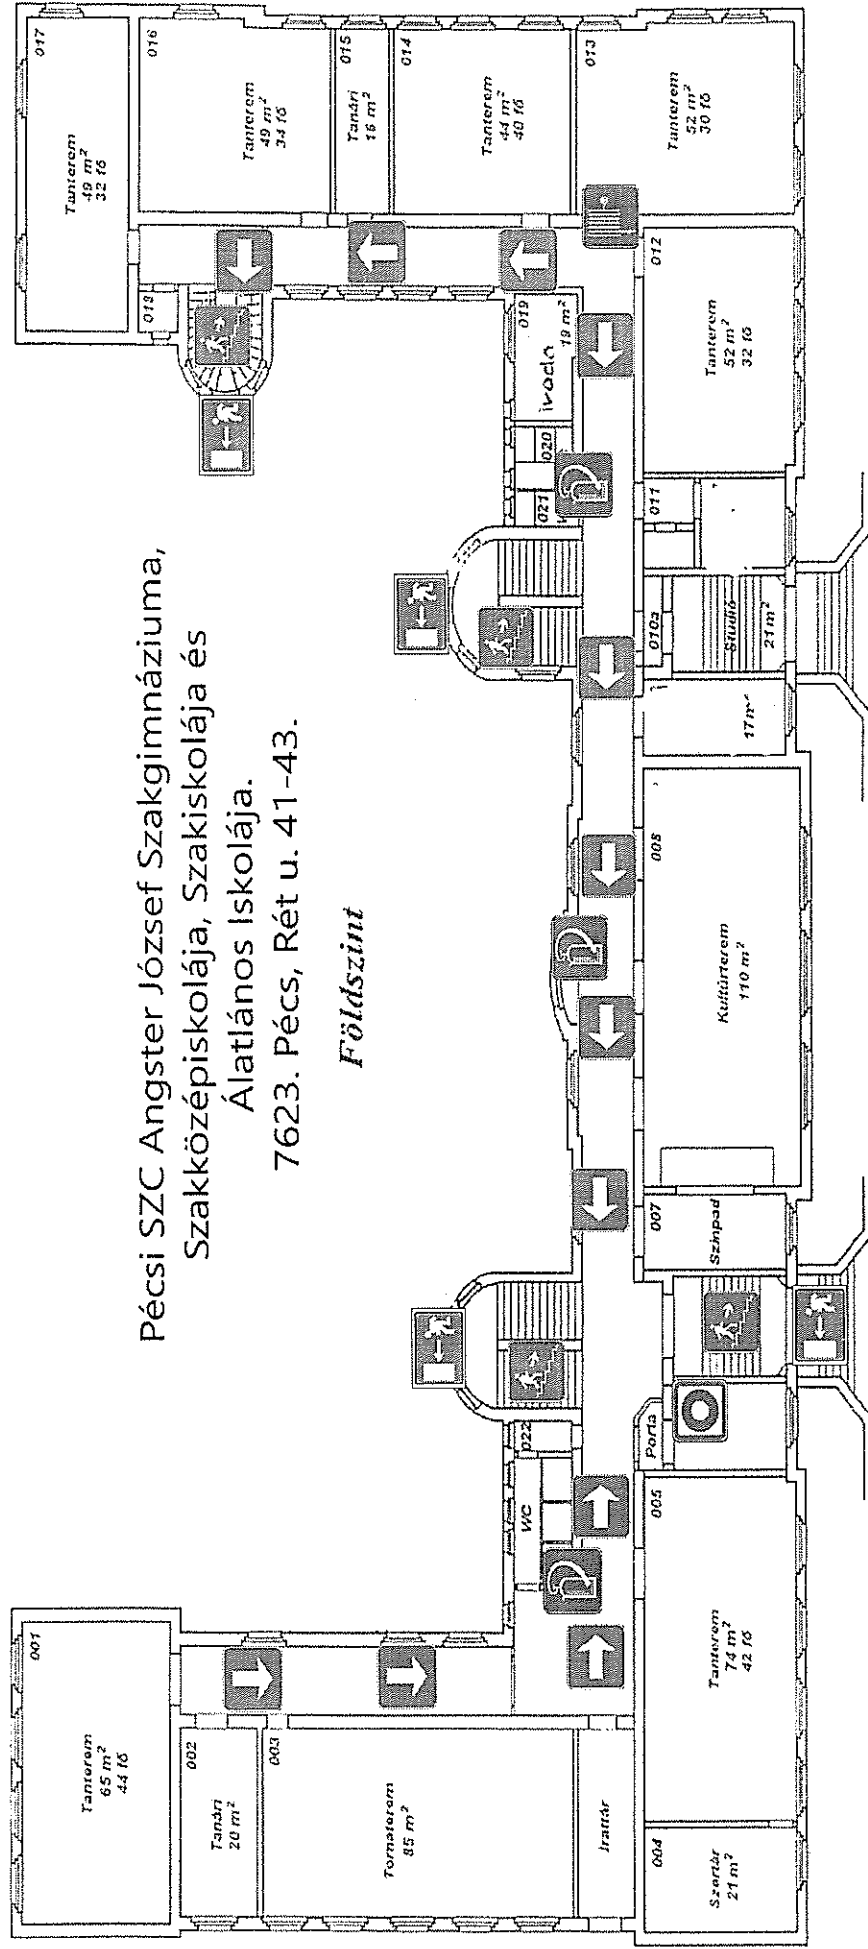 Pécsi SZC Angster József Szakgimnáziuma,
Szakközépiskolája, Szakiskolája és
Álatlános Iskolája.
7623. Pécs, Rét u. 41-43.
Földszint
001
Tanterem
65 m²
44 fő
002
Tanári
20 m²
003
Tornaterem
85 m²
Irattár
004
Szertár
21 m²
005
Tanterem
74 m²
42 fő
WC
022
Porta
007
Színpad
008
Kultúrterem
110 m²
17 m²
010a
Studió
21 m²
011
021
020
019
ivoda
19 m²
012
Tanterem
52 m²
32 fő
013
Tanterem
52 m²
30 fő
014
Tanterem
44 m²
40 fő
015
Tanári
16 m²
016
Tanterem
49 m²
34 fő
017
Tanterem
49 m²
32 fő
018